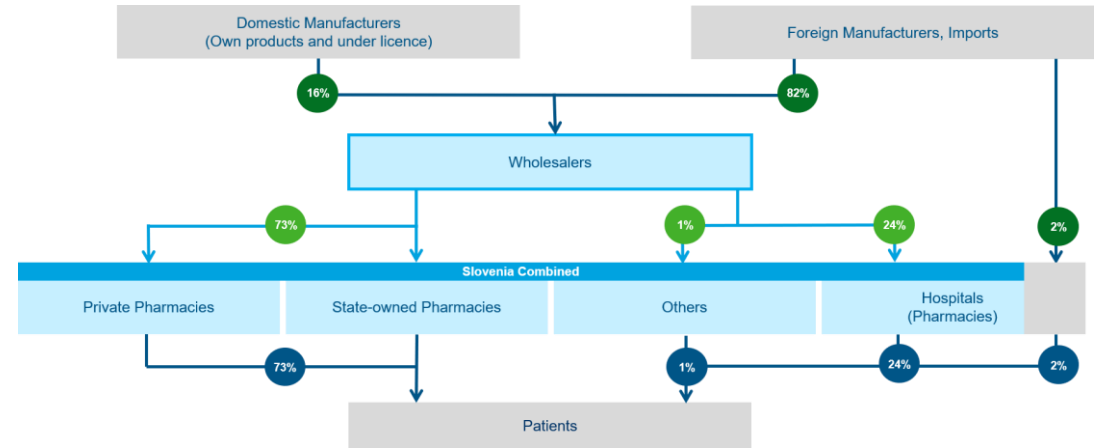 Domestic Manufacturers
(Own products and under licence)
Foreign Manufacturers, Imports
16%
82%
Wholesalers
73%
1%
24%
2%
Slovenia Combined
Private Pharmacies
State-owned Pharmacies
Others
Hospitals
(Pharmacies)
73%
1%
24%
2%
Patients